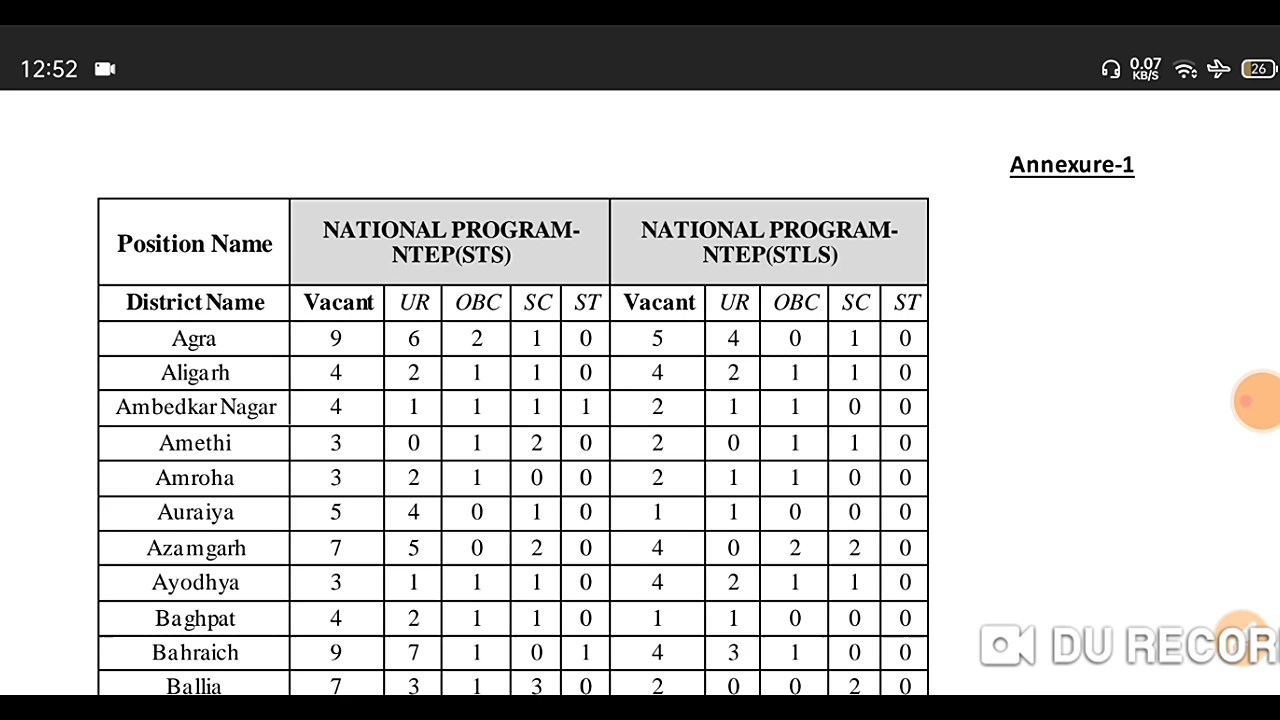 12:52 0.07 KB/S 26
Annexure-1
Position Name NATIONAL PROGRAM-NTEP(STS) NATIONAL PROGRAM-NTEP(STLS)
District Name Vacant UR OBC SC ST Vacant UR OBC SC ST
Agra 9 6 2 1 0 5 4 0 1 0
Aligarh 4 2 1 1 0 4 2 1 1 0
Ambedkar Nagar 4 1 1 1 1 2 1 1 0 0
Amethi 3 0 1 2 0 2 0 1 1 0
Amroha 3 2 1 0 0 2 1 1 0 0
Auraiya 5 4 0 1 0 1 1 0 0 0
Azamgarh 7 5 0 2 0 4 0 2 2 0
Ayodhya 3 1 1 1 0 4 2 1 1 0
Baghpat 4 2 1 1 0 1 1 0 0 0
Bahraich 9 7 1 0 1 4 3 1 0 0
Ballia 7 3 1 3 0 2 0 0 2 0
DU RECOR